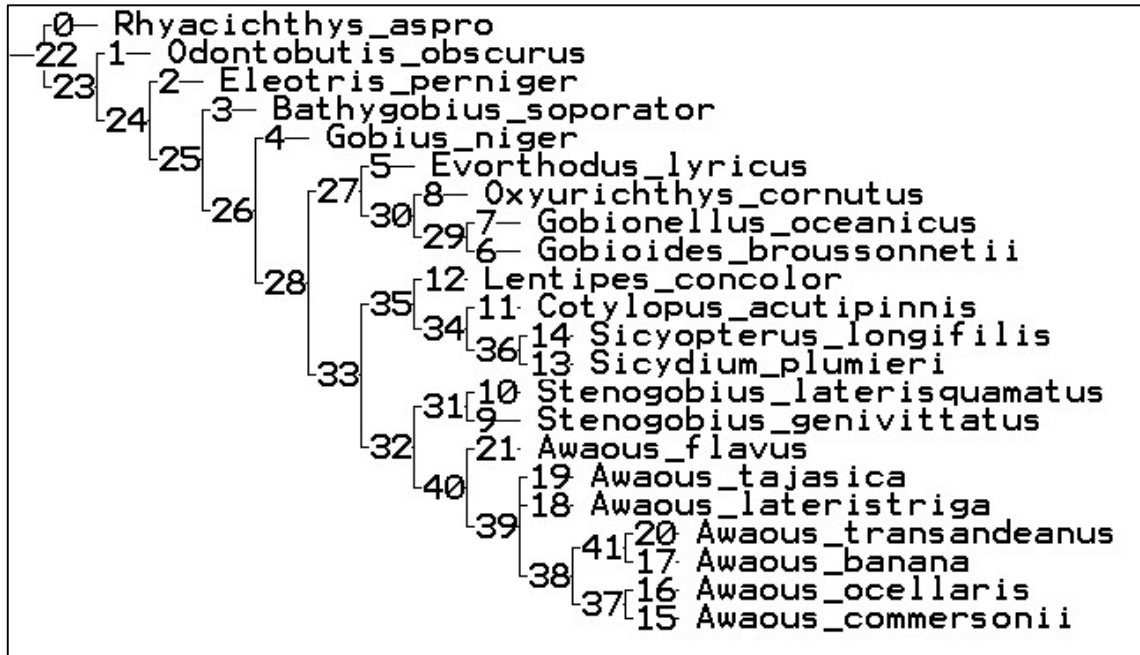 0 Rhyacichthys_aspro
22
1 Odontobutis_obscurus
23
2 Eleotris_perniger
24
3 Bathygobius_soporator
4 Gobius_niger
25
5 Evorthodus_lyricus
27
8 Oxyurichthys_cornutus
26
30
7 Gobionellus_oceanicus
29
6 Gobioides_broussonnetii
28
12 Lentipes_concolor
35
11 Cotylopus_acutipinnis
34
14 Sicyopterus_longifilis
36
13 Sicydium_plumieri
33
10 Stenogobius_laterisquamatus
31
9 Stenogobius_genivittatus
32
21 Awaous_flavus
40
19 Awaous_tajasica
18 Awaous_lateristriga
39
20 Awaous_transandeanus
41
17 Awaous_banana
38
16 Awaous_ocellaris
37
15 Awaous_commersonii